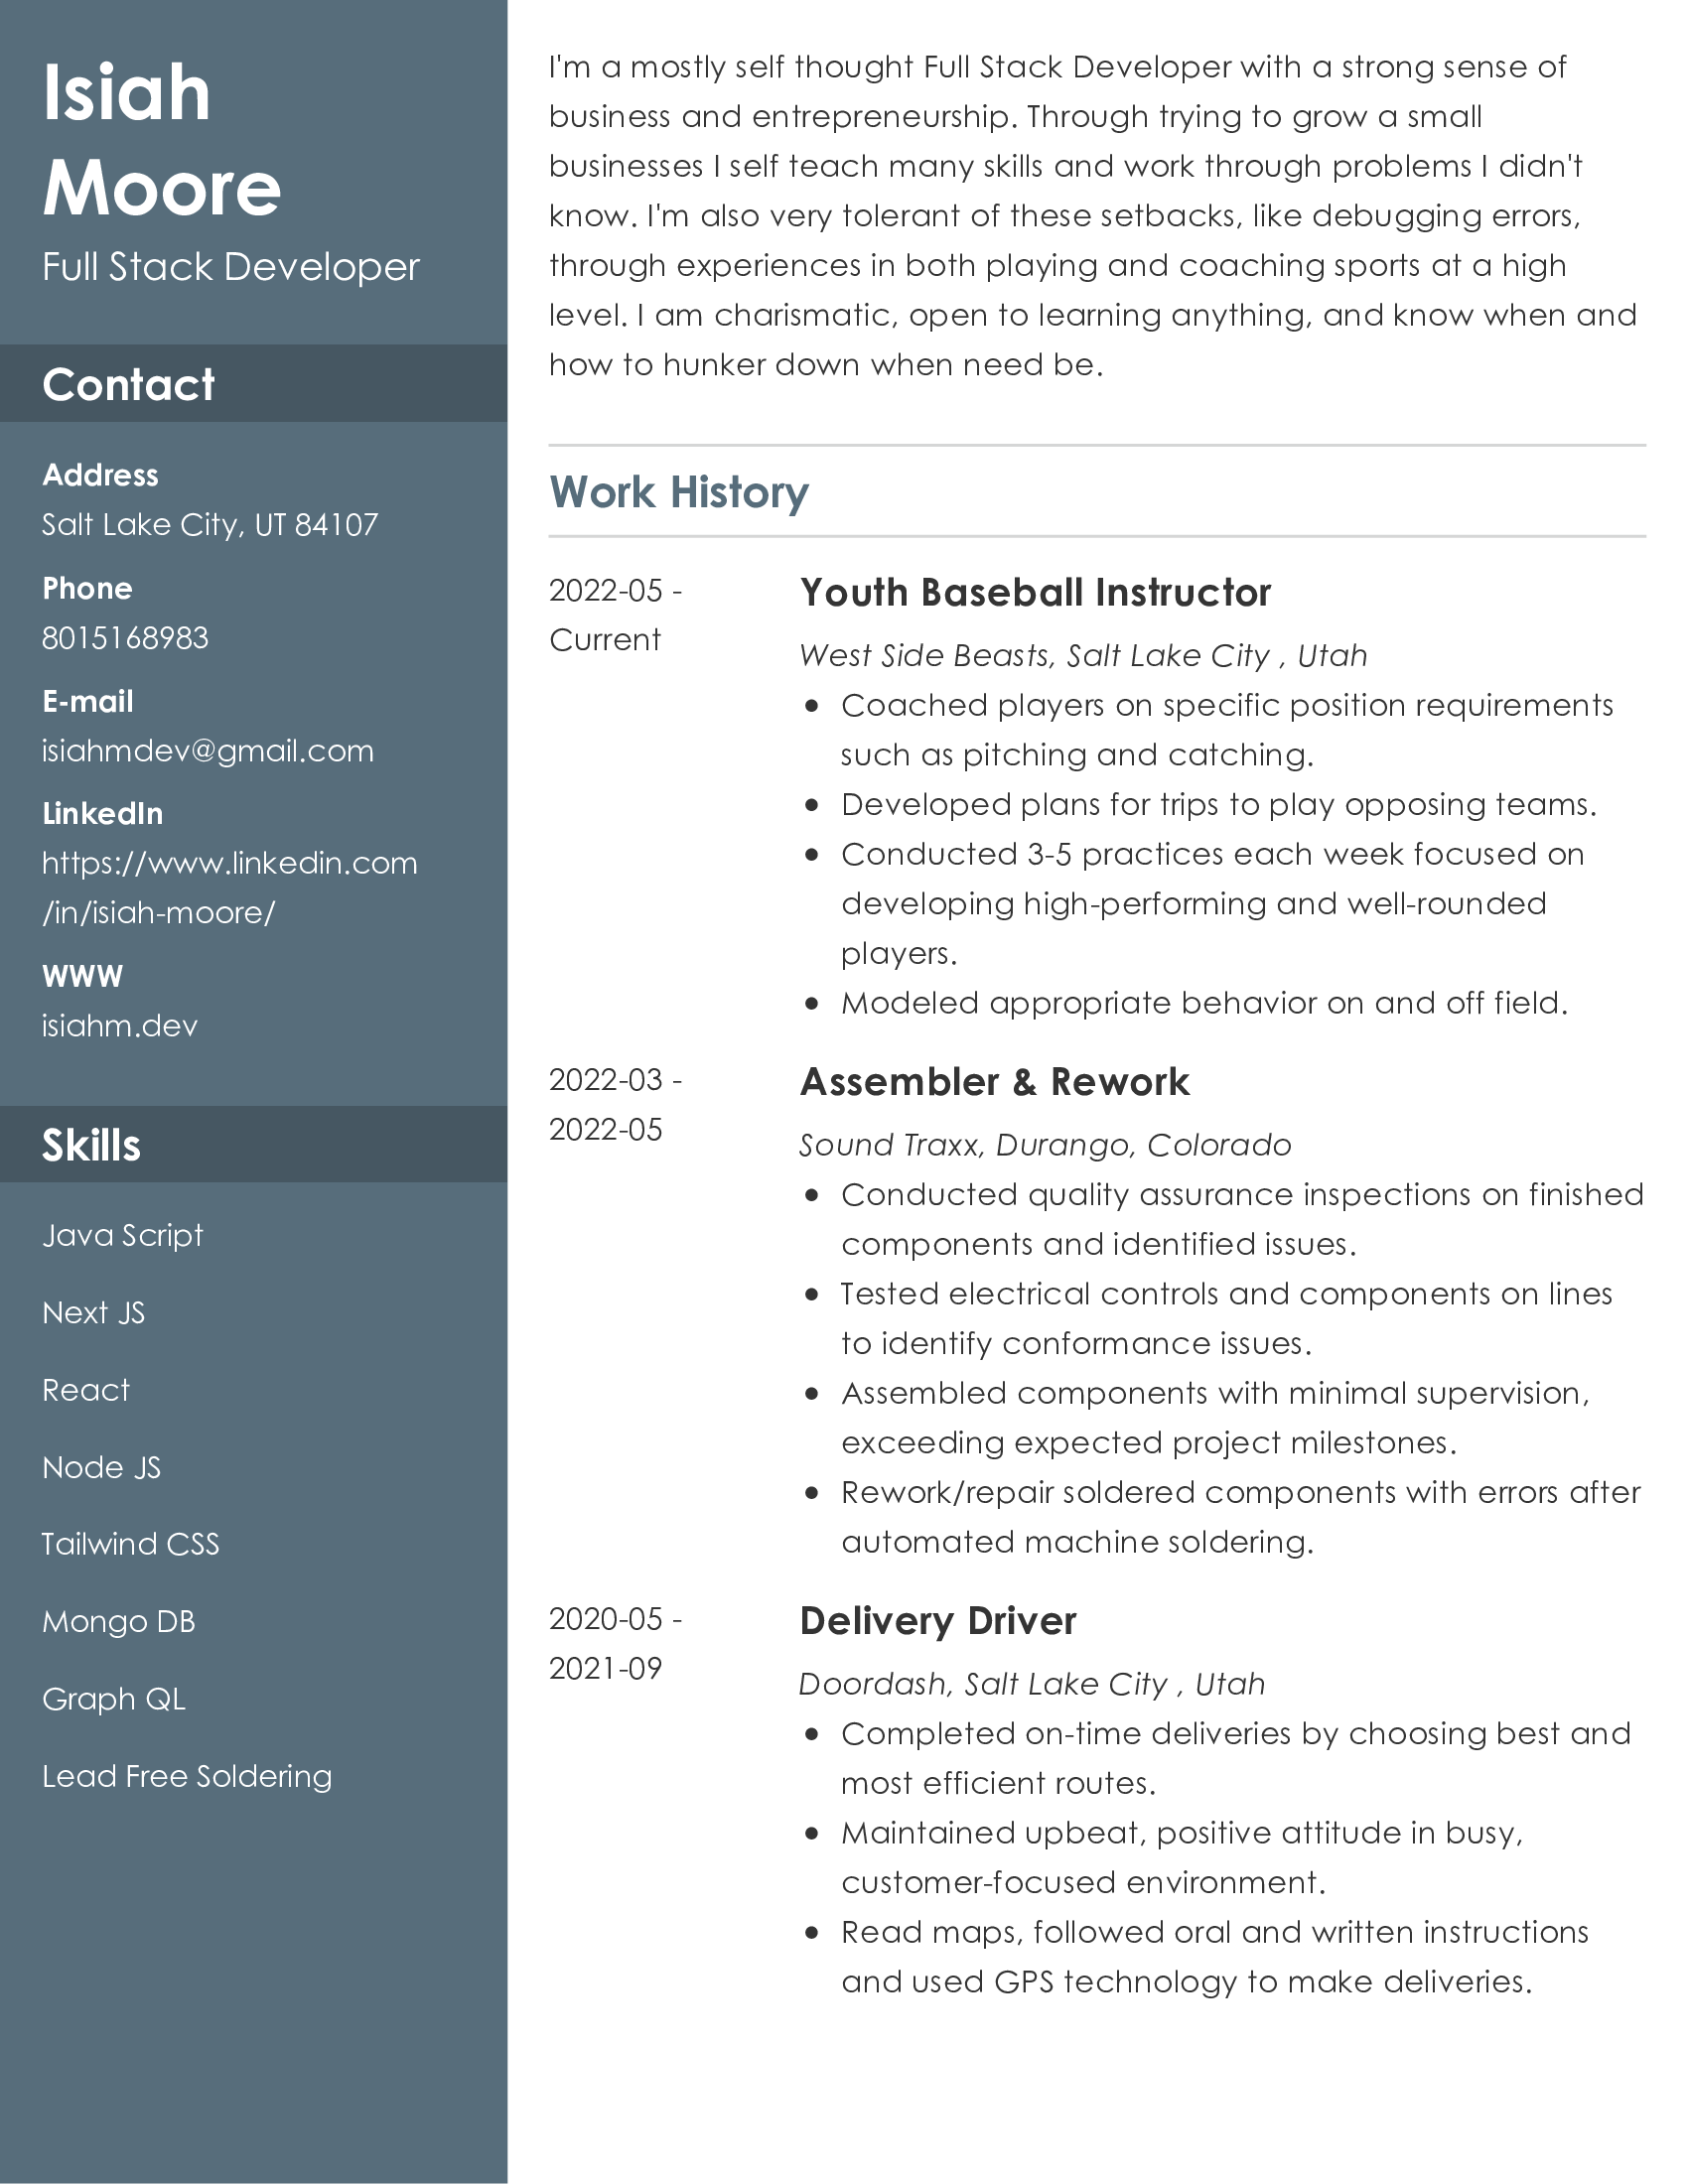 Isiah
Moore
Full Stack Developer
Contact
Address
Salt Lake City, UT 84107
Phone
8015168983
E-mail
isiahmdev@gmail.com
LinkedIn
https://www.linkedin.com
/in/isiah-moore/
WWW
isiahm.dev
Skills
Java Script
Next JS
React
Node JS
Tailwind CSS
Mongo DB
Graph QL
Lead Free Soldering
I'm a mostly self thought Full Stack Developer with a strong sense of
business and entrepreneurship. Through trying to grow a small
businesses I self teach many skills and work through problems I didn't
know. I'm also very tolerant of these setbacks, like debugging errors,
through experiences in both playing and coaching sports at a high
level. I am charismatic, open to learning anything, and know when and
how to hunker down when need be.
Work History
2022-05 -
Current
Youth Baseball Instructor
West Side Beasts, Salt Lake City , Utah
• Coached players on specific position requirements
such as pitching and catching.
• Developed plans for trips to play opposing teams.
• Conducted 3-5 practices each week focused on
developing high-performing and well-rounded
players.
• Modeled appropriate behavior on and off field.
2022-03 -
2022-05
Assembler & Rework
Sound Traxx, Durango, Colorado
• Conducted quality assurance inspections on finished
components and identified issues.
• Tested electrical controls and components on lines
to identify conformance issues.
• Assembled components with minimal supervision,
exceeding expected project milestones.
• Rework/repair soldered components with errors after
automated machine soldering.
2020-05 -
2021-09
Delivery Driver
Doordash, Salt Lake City , Utah
• Completed on-time deliveries by choosing best and
most efficient routes.
• Maintained upbeat, positive attitude in busy,
customer-focused environment.
• Read maps, followed oral and written instructions
and used GPS technology to make deliveries.